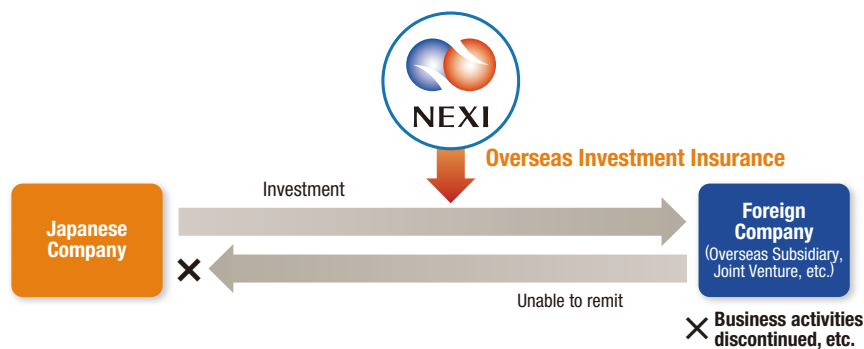 NEXI
Overseas Investment Insurance
Investment
Japanese
Company
Foreign
Company
(Overseas Subsidiary,
Joint Venture, etc.)
Unable to remit
Business activities
discontinued, etc.